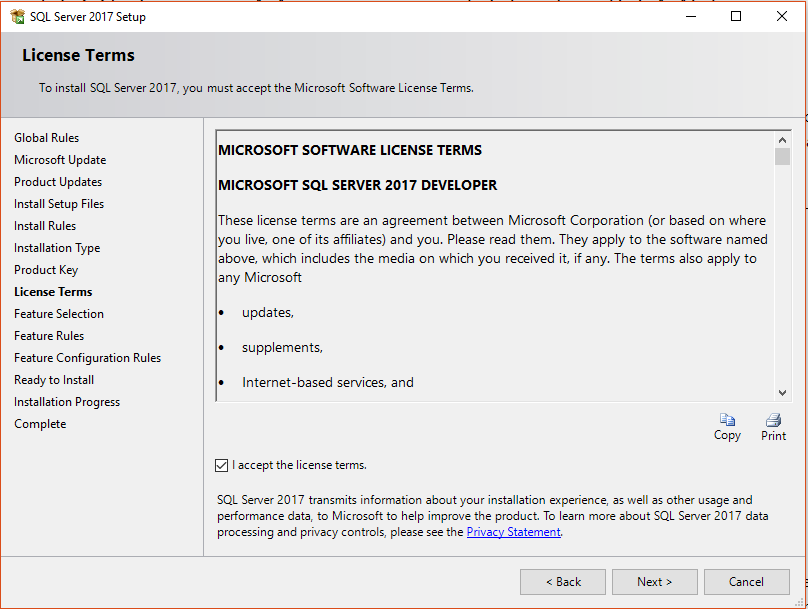 SQL Server 2017 Setup
License Terms
To install SQL Server 2017, you must accept the Microsoft Software License Terms.
Global Rules
Microsoft Update
Product Updates
Install Setup Files
Install Rules
Installation Type
Product Key
License Terms
Feature Selection
Feature Rules
Feature Configuration Rules
Ready to Install
Installation Progress
Complete
MICROSOFT SOFTWARE LICENSE TERMS
MICROSOFT SQL SERVER 2017 DEVELOPER
These license terms are an agreement between Microsoft Corporation (or based on where
you live, one of its affiliates) and you. Please read them. They apply to the software named
above, which includes the media on which you received it, if any. The terms also apply to
any Microsoft
• updates,
• supplements,
• Internet-based services, and
Copy Print
I accept the license terms.
SQL Server 2017 transmits information about your installation experience, as well as other usage and
performance data, to Microsoft to help improve the product. To learn more about SQL Server 2017 data
processing and privacy controls, please see the Privacy Statement.
< Back Next > Cancel